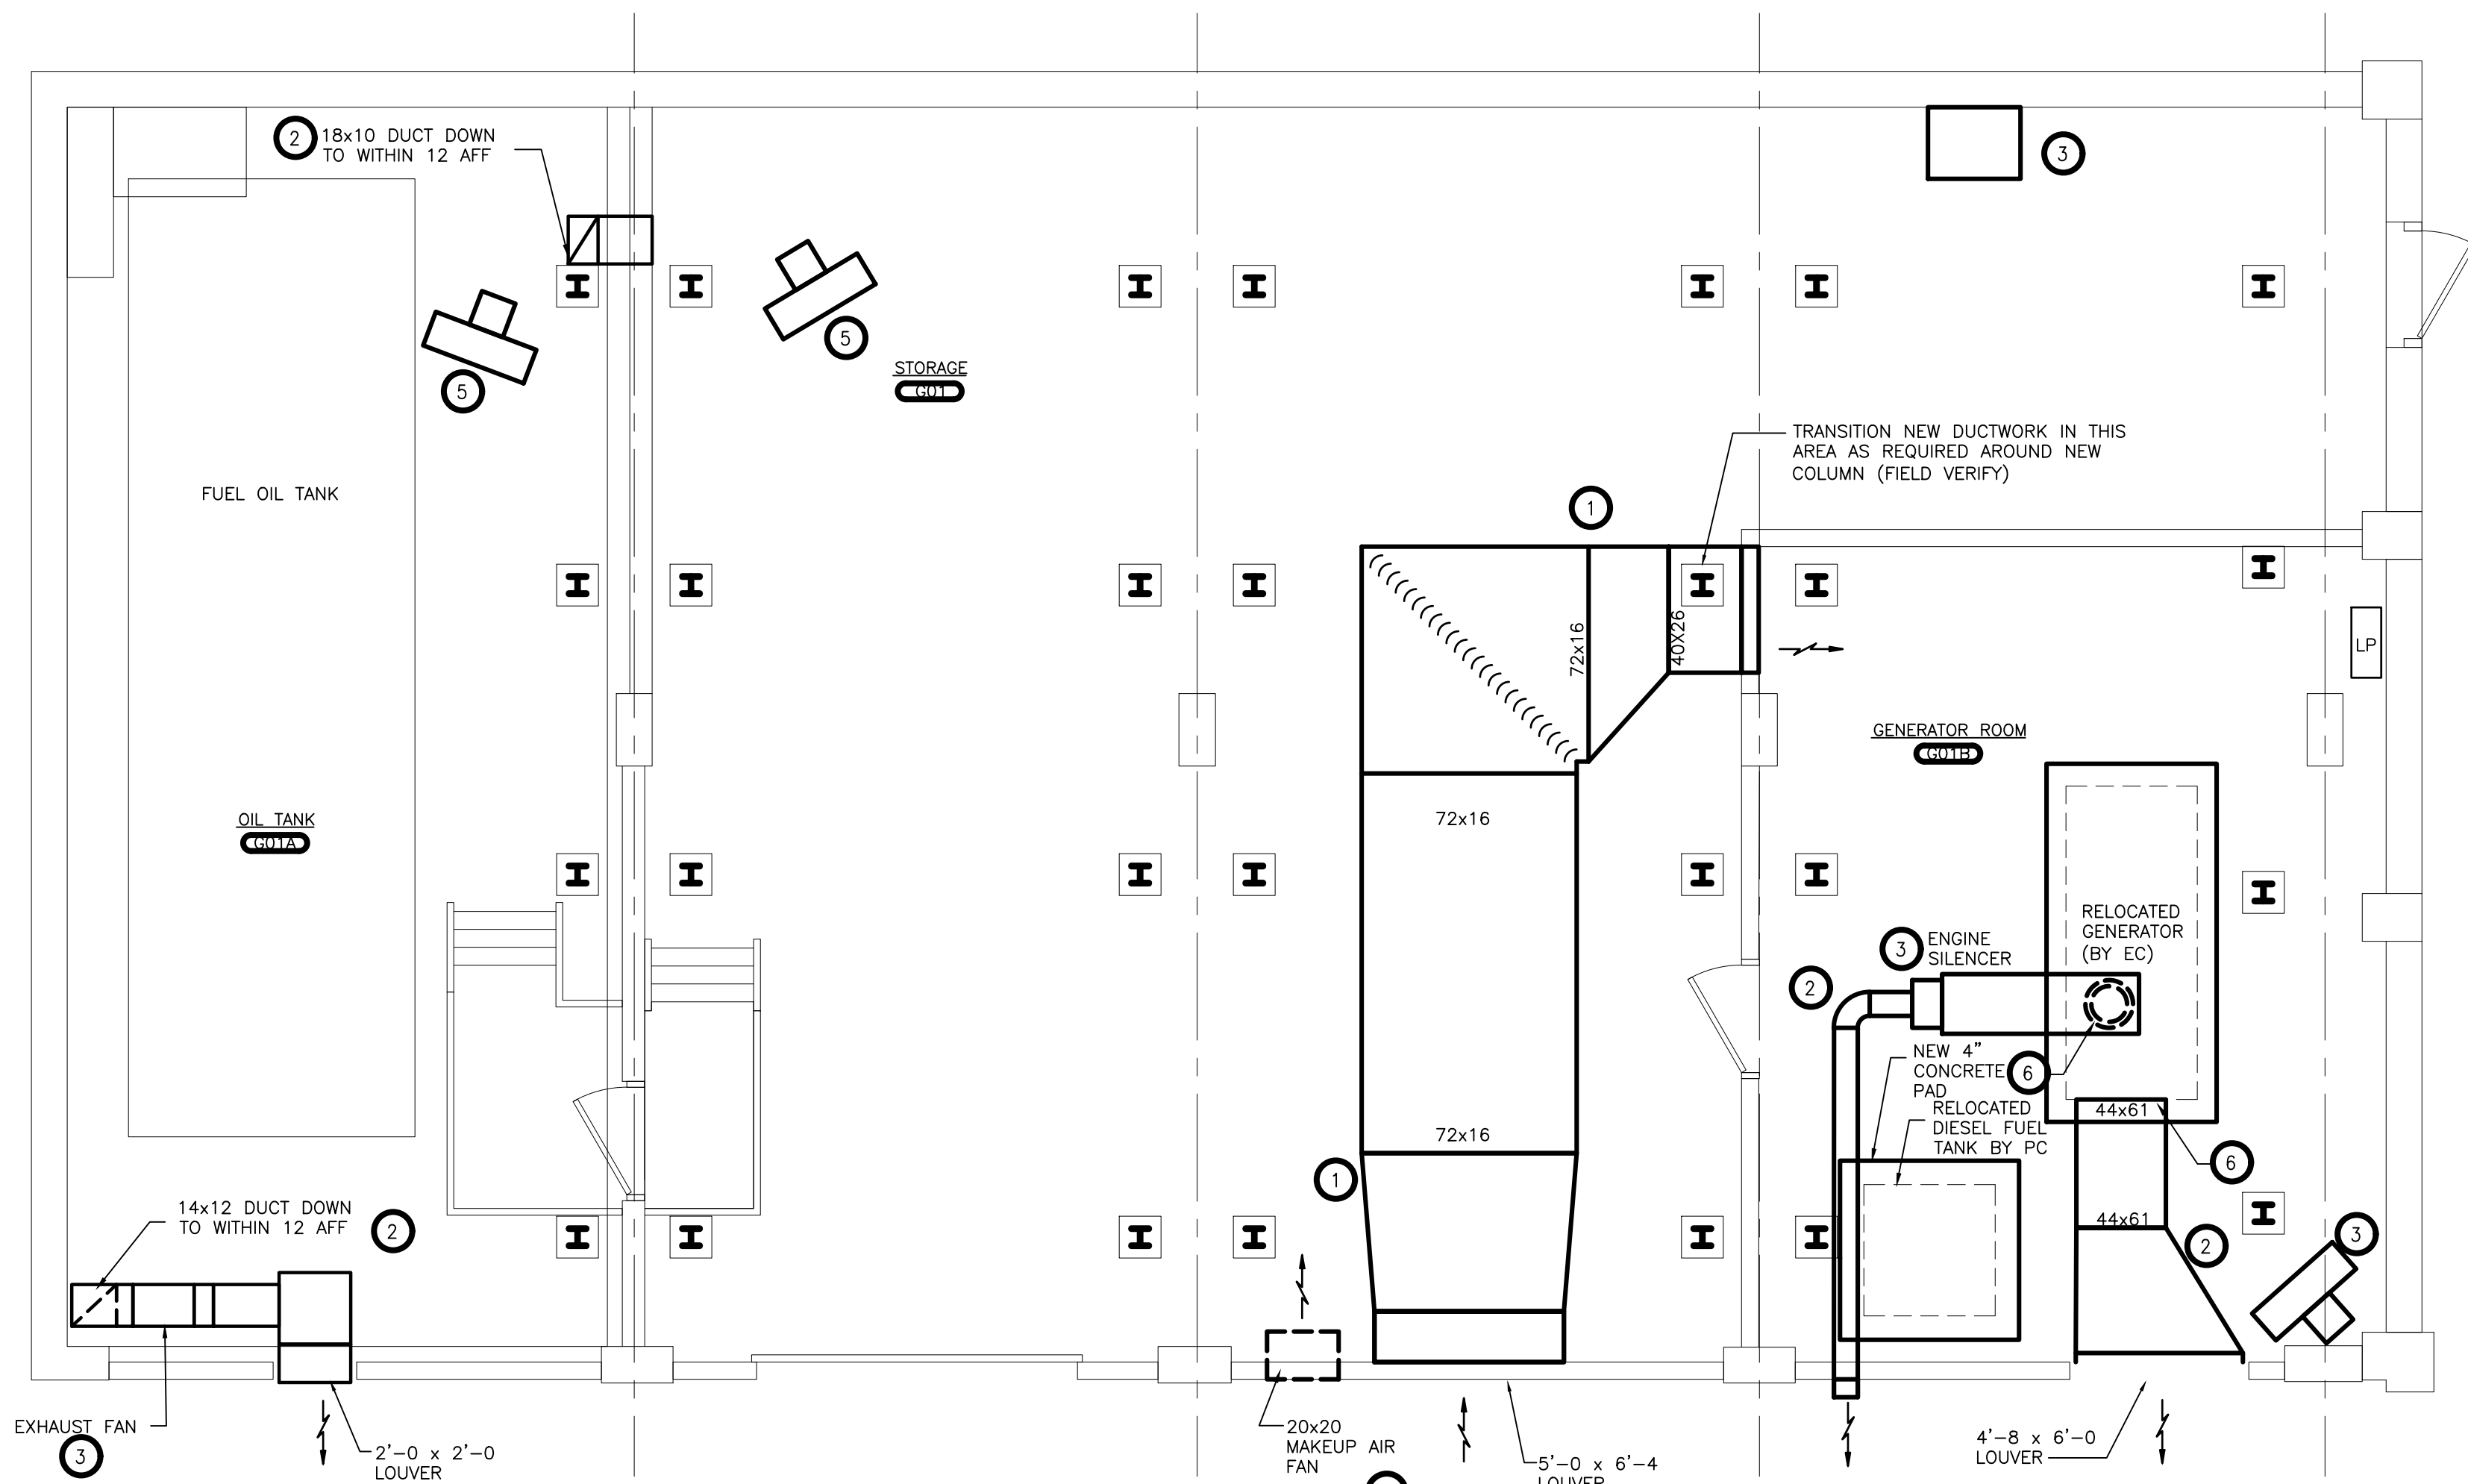 2
18x10 DUCT DOWN
TO WITHIN 12 AFF
3
5
5
STORAGE
G01
TRANSITION NEW DUCTWORK IN THIS
AREA AS REQUIRED AROUND NEW
COLUMN (FIELD VERIFY)
FUEL OIL TANK
1
72x16
40X26
LP
GENERATOR ROOM
G01B
OIL TANK
G01A
72x16
RELOCATED
GENERATOR
(BY EC)
3
ENGINE
SILENCER
2
NEW 4"
CONCRETE
PAD
6
RELOCATED
DIESEL FUEL
TANK BY PC
44x61
72x16
1
6
14x12 DUCT DOWN
TO WITHIN 12 AFF
2
44x61
2
3
EXHAUST FAN
3
2'-0 x 2'-0
LOUVER
20x20
MAKEUP AIR
FAN
5'-0 x 6'-4
LOUVER
4'-8 x 6'-0
LOUVER